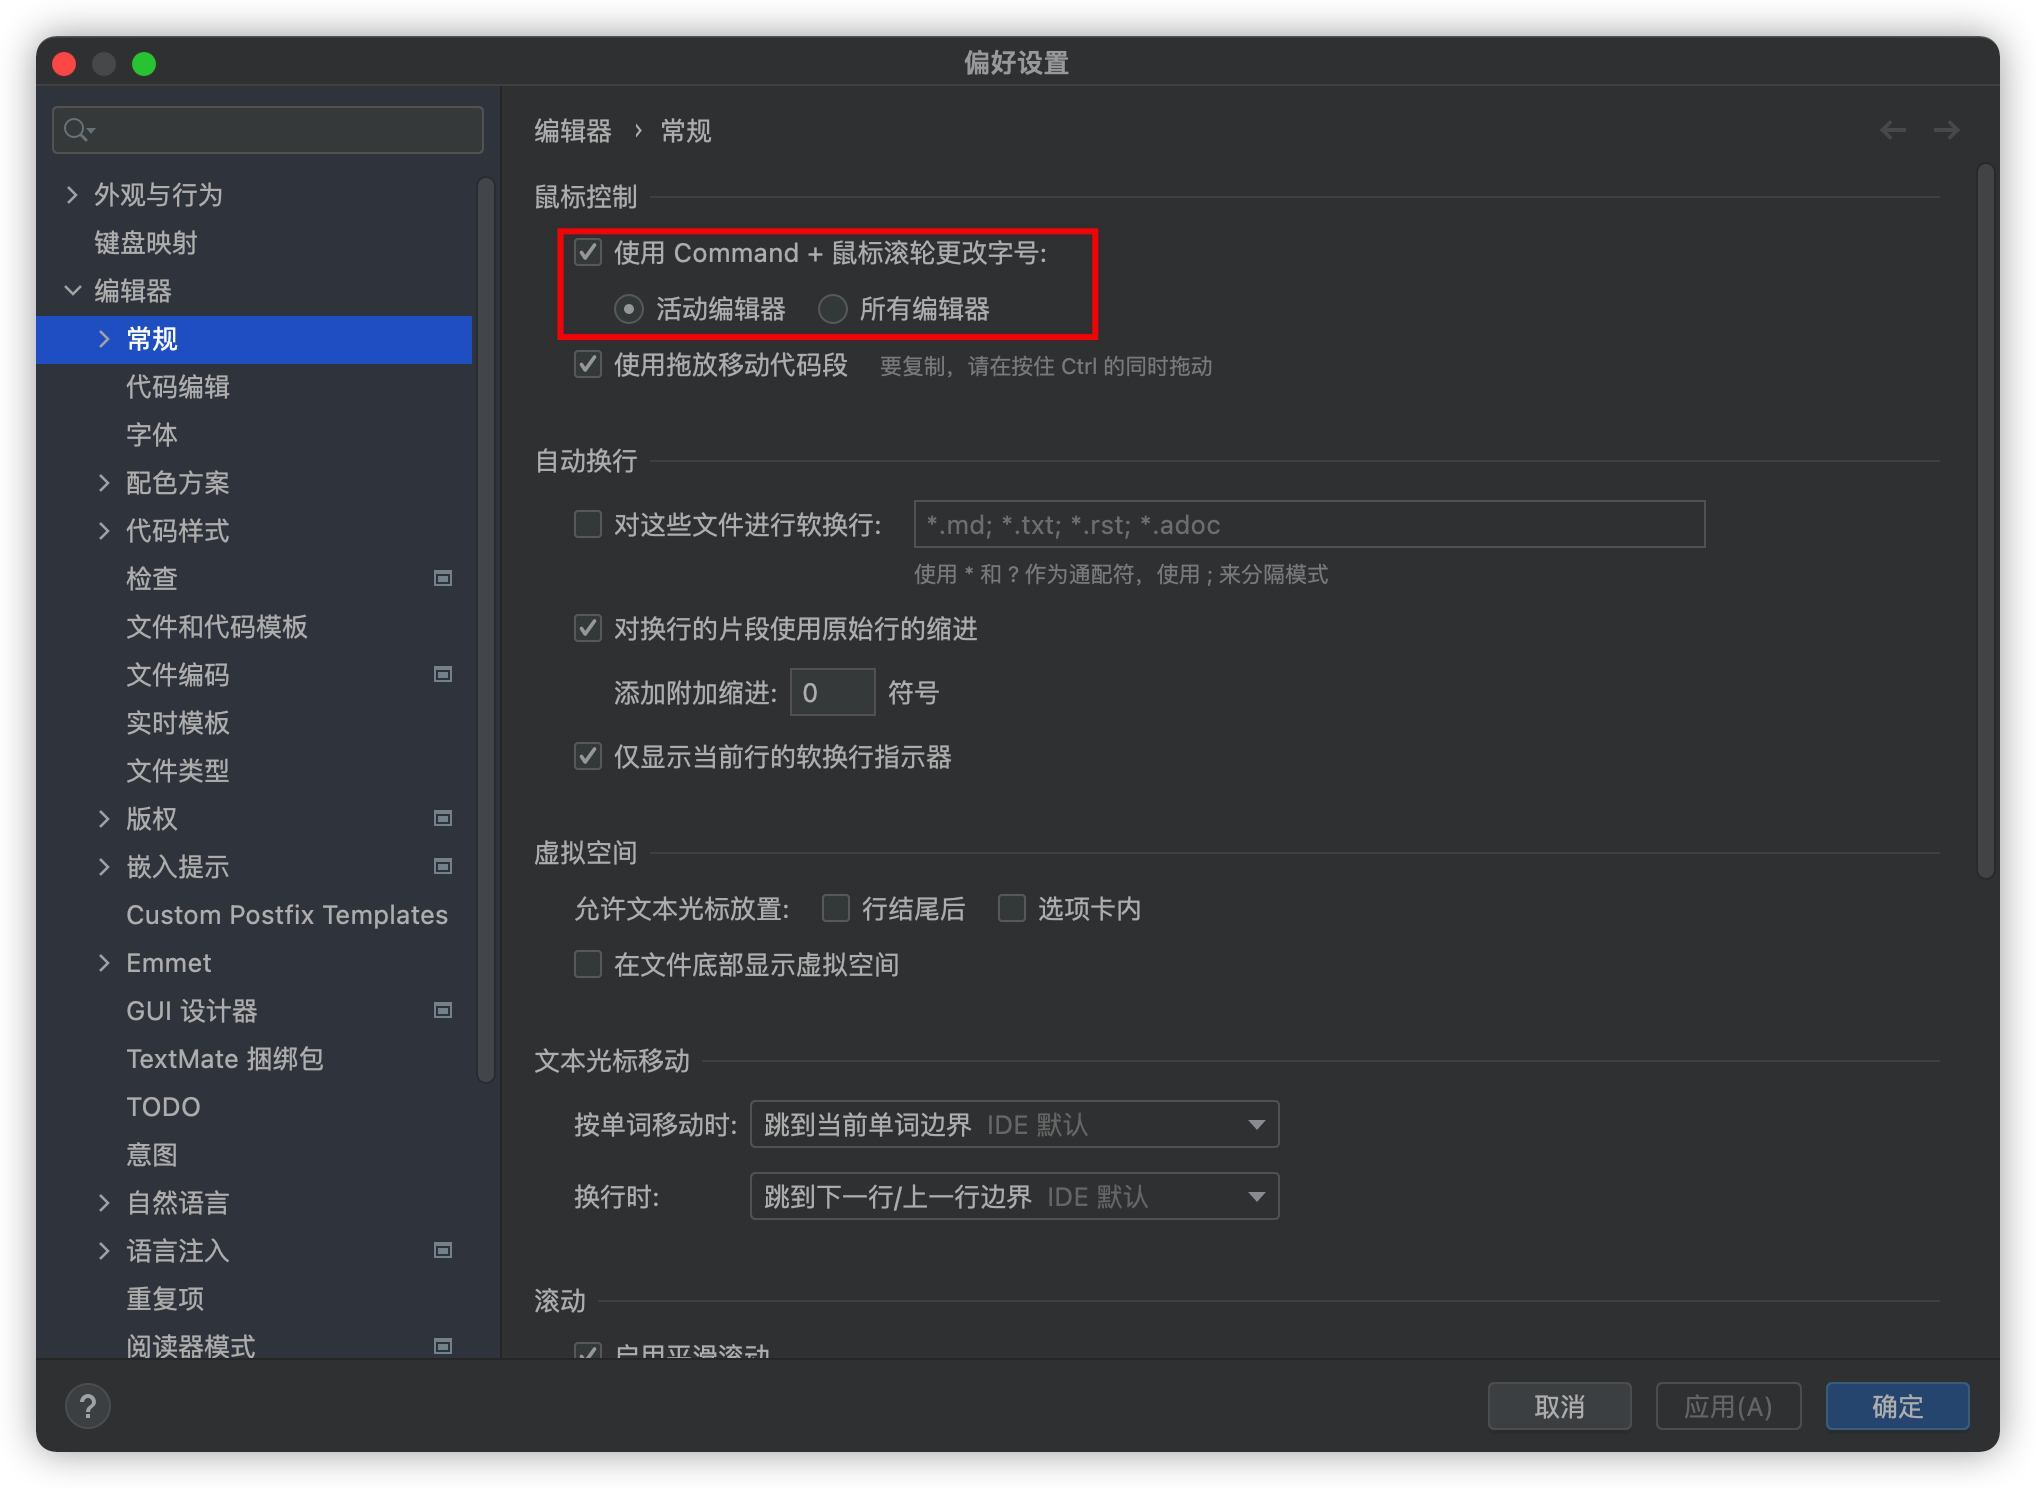 偏好设置
外观与行为
键盘映射
编辑器
常规
代码编辑
字体
配色方案
代码样式
检查
文件和代码模板
文件编码
实时模板
文件类型
版权
嵌入提示
Custom Postfix Templates
Emmet
GUI 设计器
TextMate 捆绑包
TODO
意图
自然语言
语言注入
重复项
阅读器模式
编辑器 › 常规
鼠标控制
使用 Command + 鼠标滚轮更改字号:
活动编辑器 所有编辑器
使用拖放移动代码段 要复制，请在按住 Ctrl 的同时拖动
自动换行
对这些文件进行软换行: *.md; *.txt; *.rst; *.adoc
使用 * 和 ? 作为通配符，使用 ; 来分隔模式
对换行的片段使用原始行的缩进
添加附加缩进: 0 符号
仅显示当前行的软换行指示器
虚拟空间
允许文本光标放置: 行结尾后 选项卡内
在文件底部显示虚拟空间
文本光标移动
按单词移动时: 跳到当前单词边界 IDE 默认
换行时: 跳到下一行/上一行边界 IDE 默认
滚动
启用平滑滚动
? 取消 应用(A) 确定